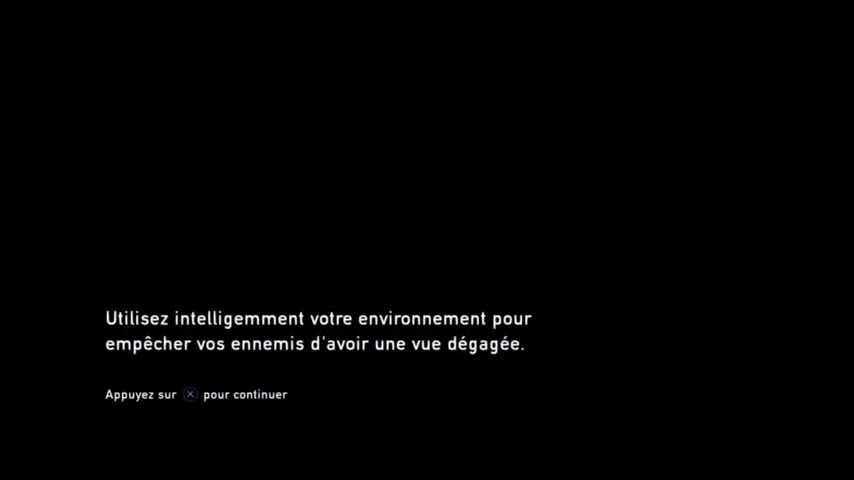 Utilisez intelligemment votre environnement pour
empêcher vos ennemis d'avoir une vue dégagée.
Appuyez sur ⓧ pour continuer